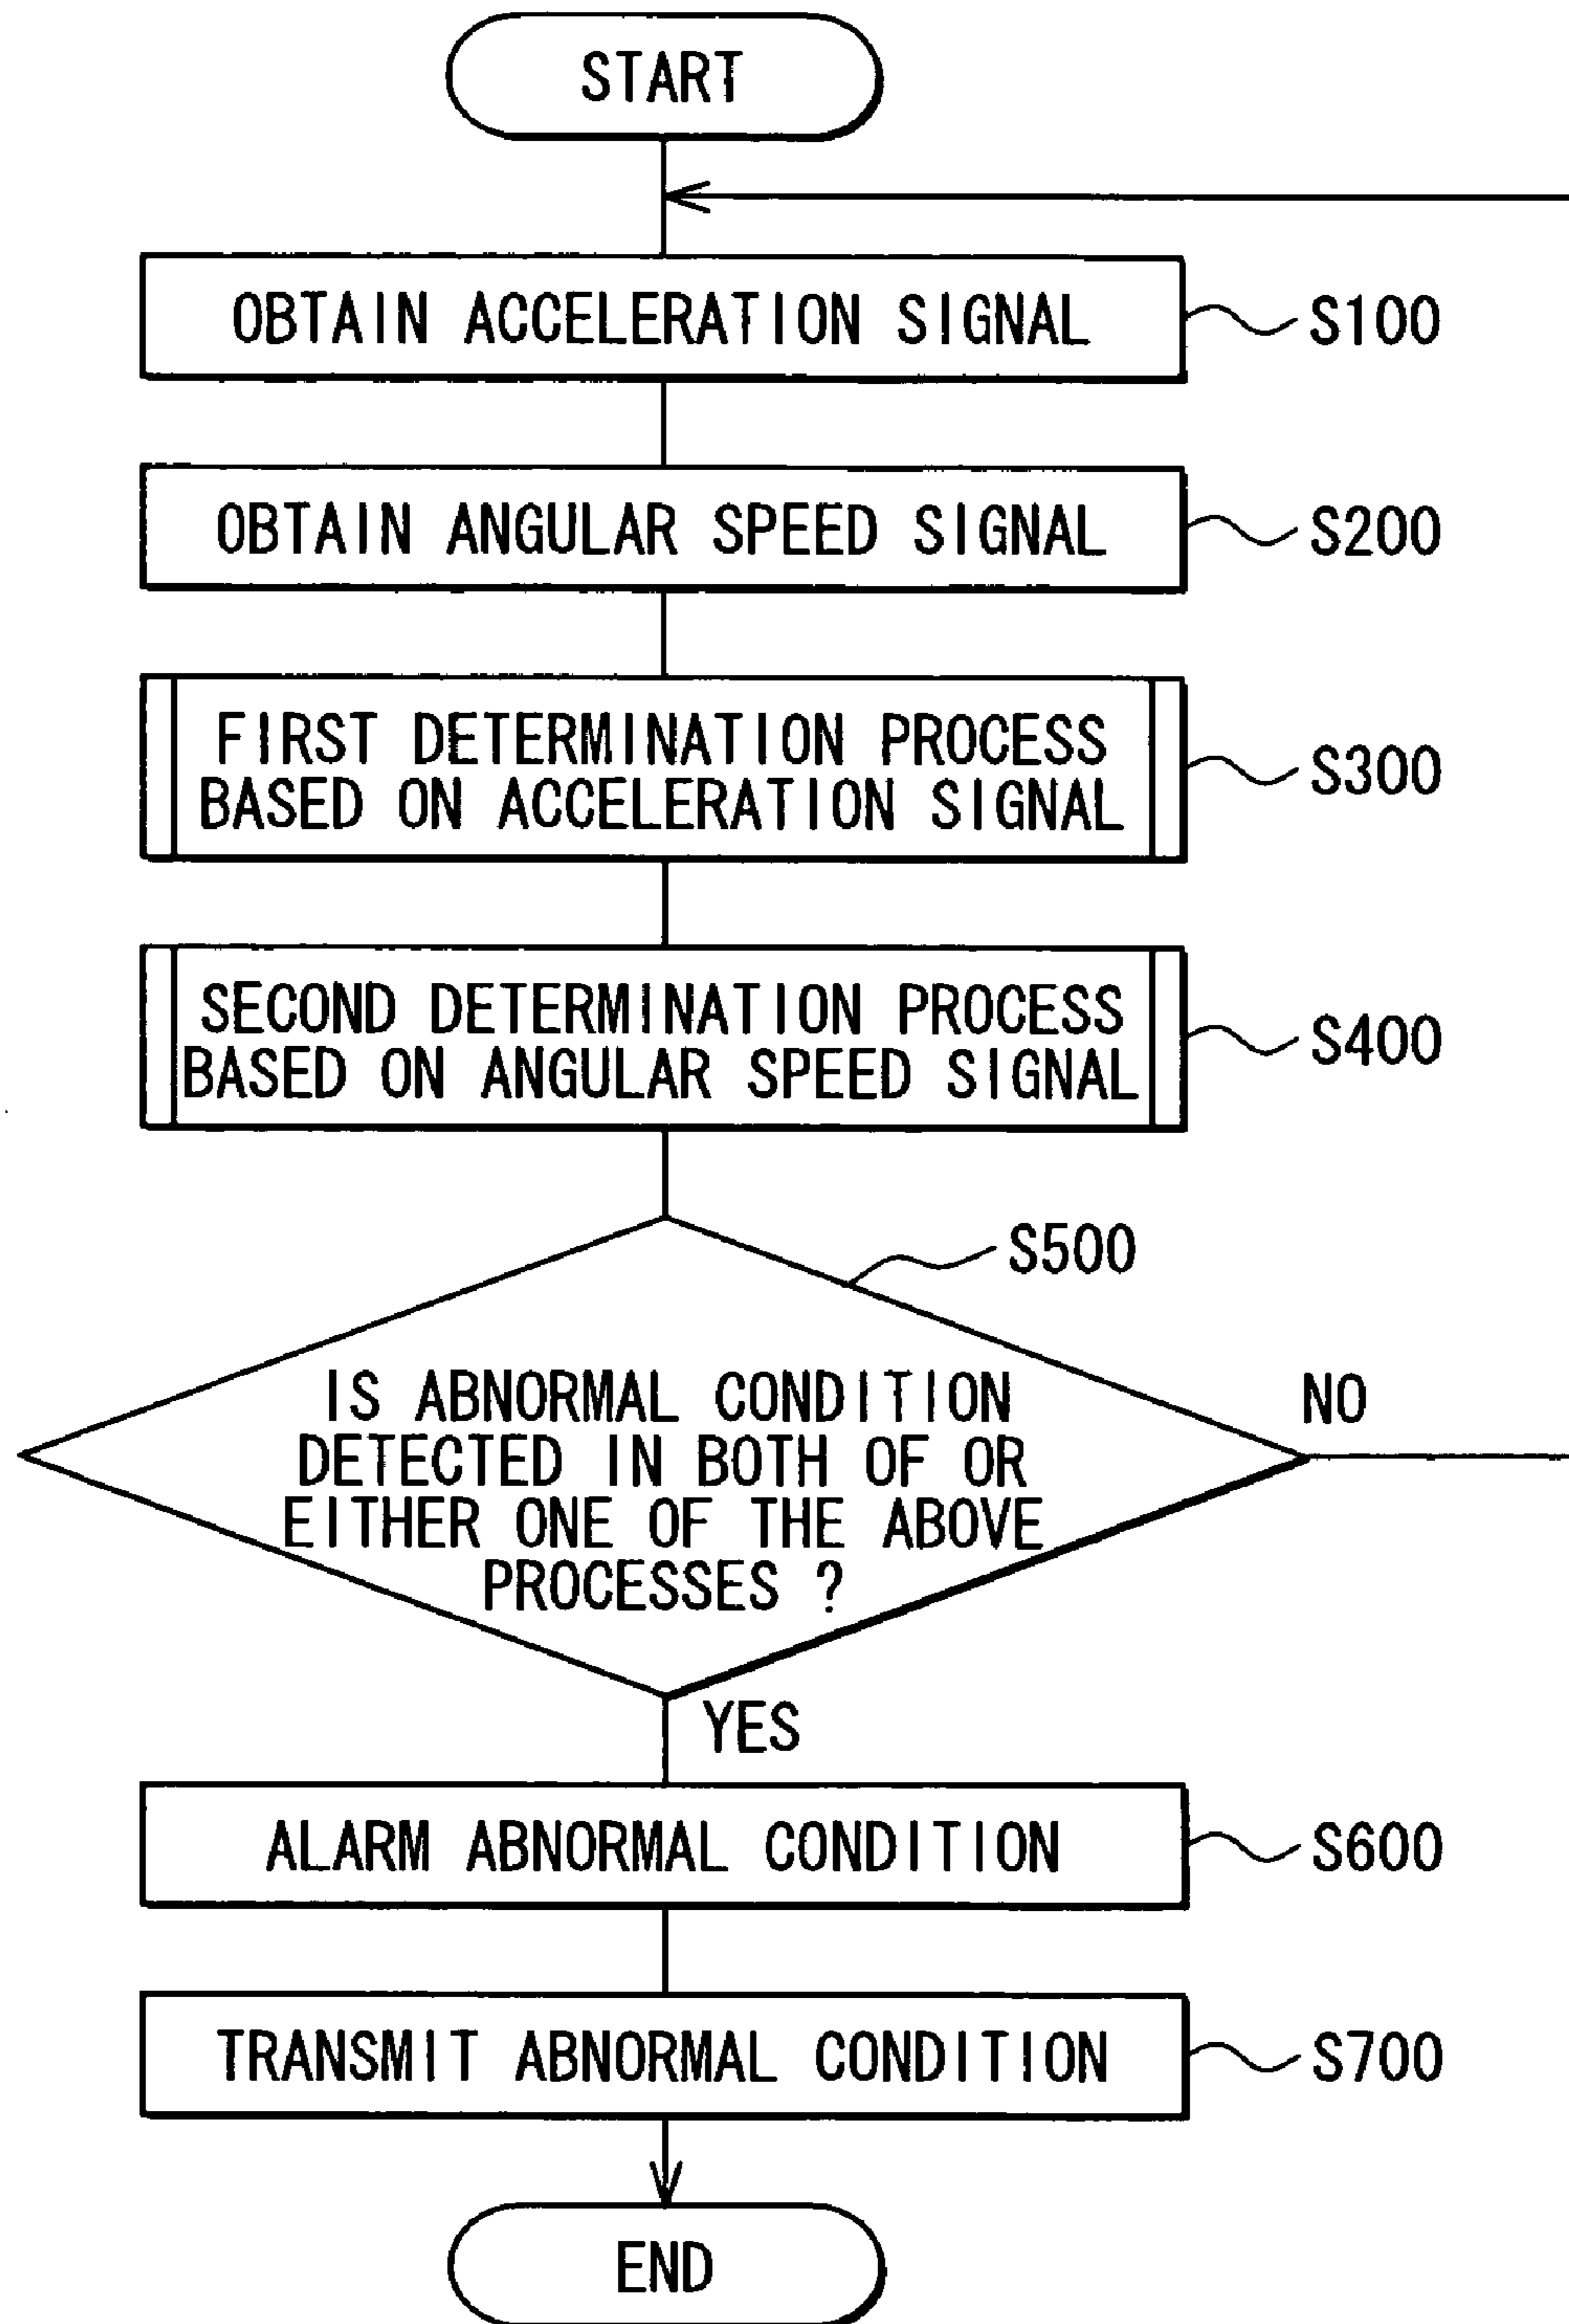 START
OBTAIN ACCELERATION SIGNAL
S100
OBTAIN ANGULAR SPEED SIGNAL
S200
FIRST DETERMINATION PROCESS
BASED ON ACCELERATION SIGNAL
S300
SECOND DETERMINATION PROCESS
BASED ON ANGULAR SPEED SIGNAL
S400
S500
IS ABNORMAL CONDITION
DETECTED IN BOTH OF OR
EITHER ONE OF THE ABOVE
PROCESSES ?
NO
YES
ALARM ABNORMAL CONDITION
S600
TRANSMIT ABNORMAL CONDITION
S700
END